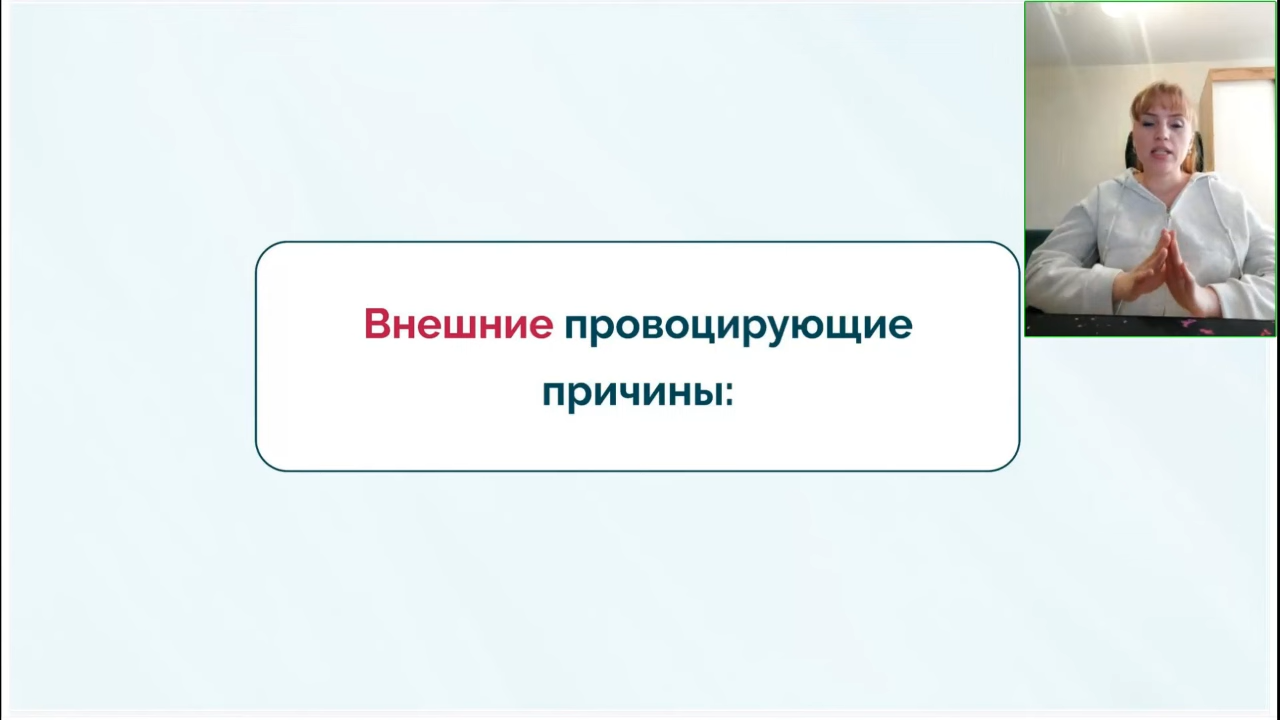 Внешние провоцирующие
причины: